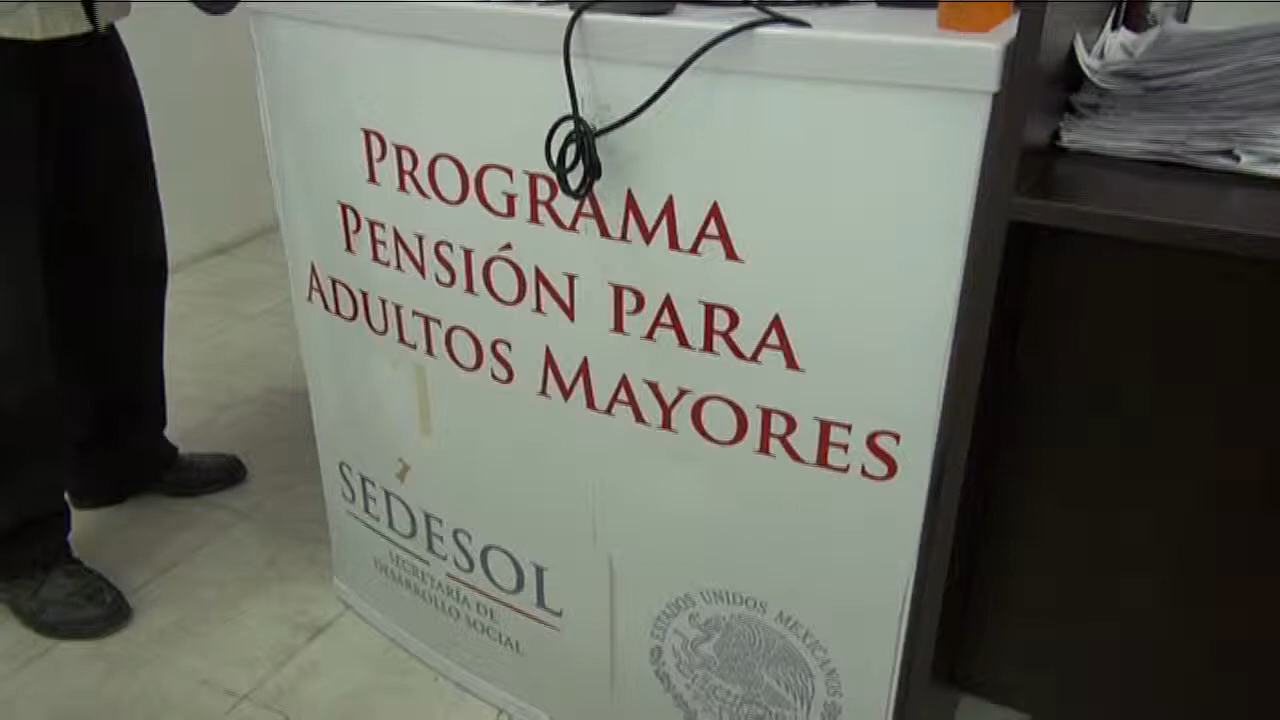 PROGRAMA
PENSIÓN PARA
ADULTOS MAYORES
SEDESOL
SECRETARÍA DE
DESARROLLO SOCIAL
ESTADOS UNIDOS MEXICANOS